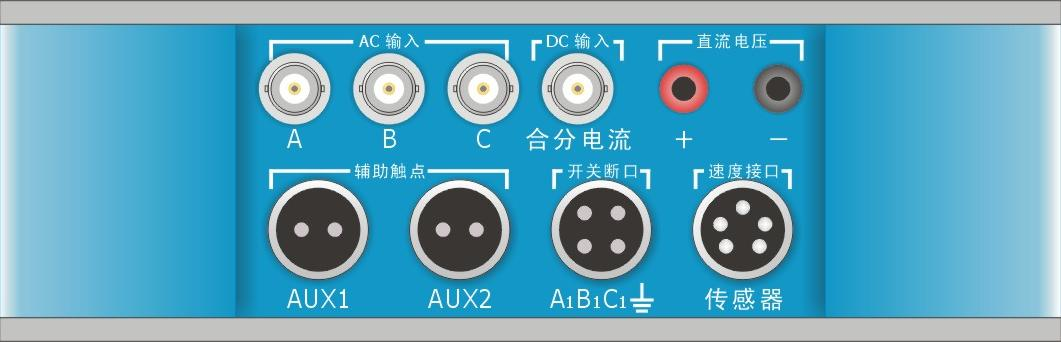 AC 输入 DC 输入 直流电压
A B C 合分电流 + −
辅助触点 开关断口 速度接口
AUX1 AUX2 A1B1C1 传感器